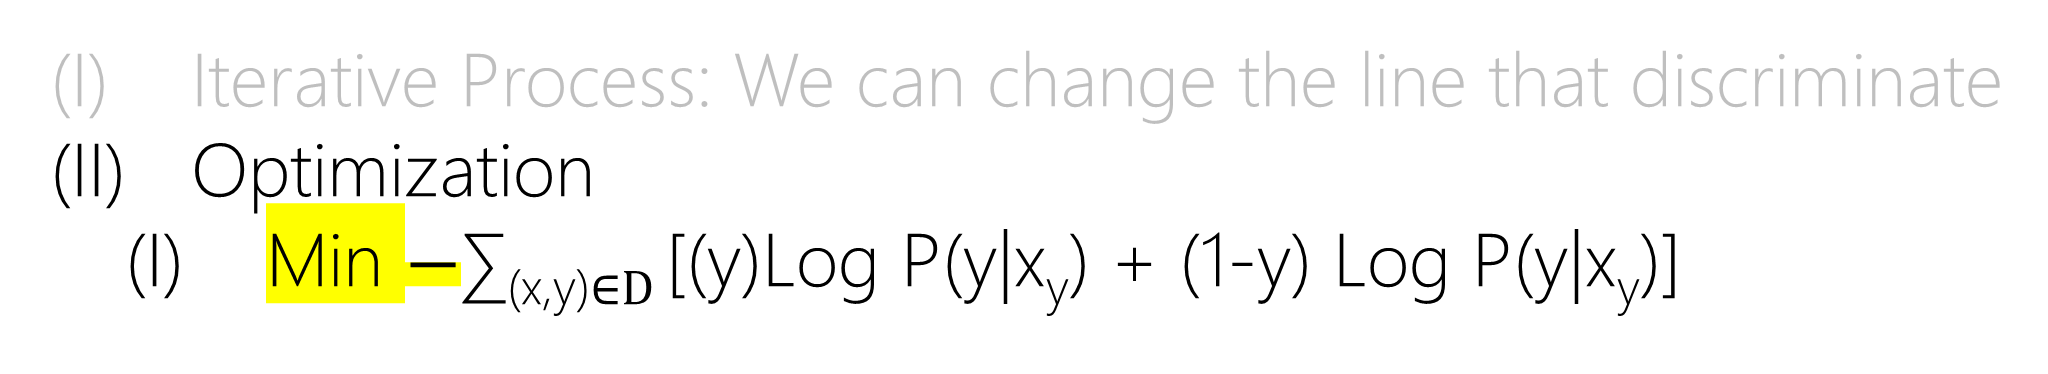 (I) Iterative Process: We can change the line that discriminate
(II) Optimization
(I) Min −∑(x,y)∈D [(y)Log P(y|xy) + (1-y) Log P(y|xy)]